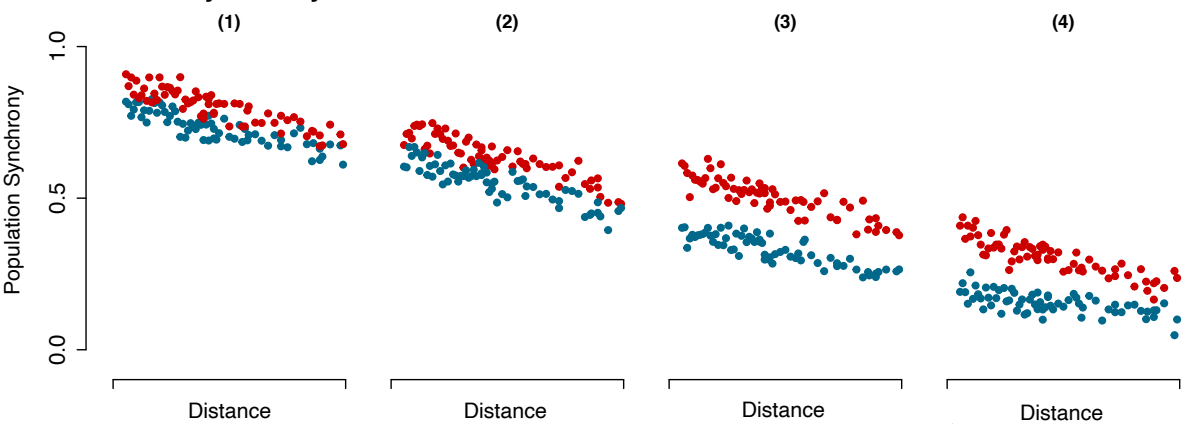 (1) (2) (3) (4)
Population Synchrony
1.0
0.5
0.0
Distance Distance Distance Distance